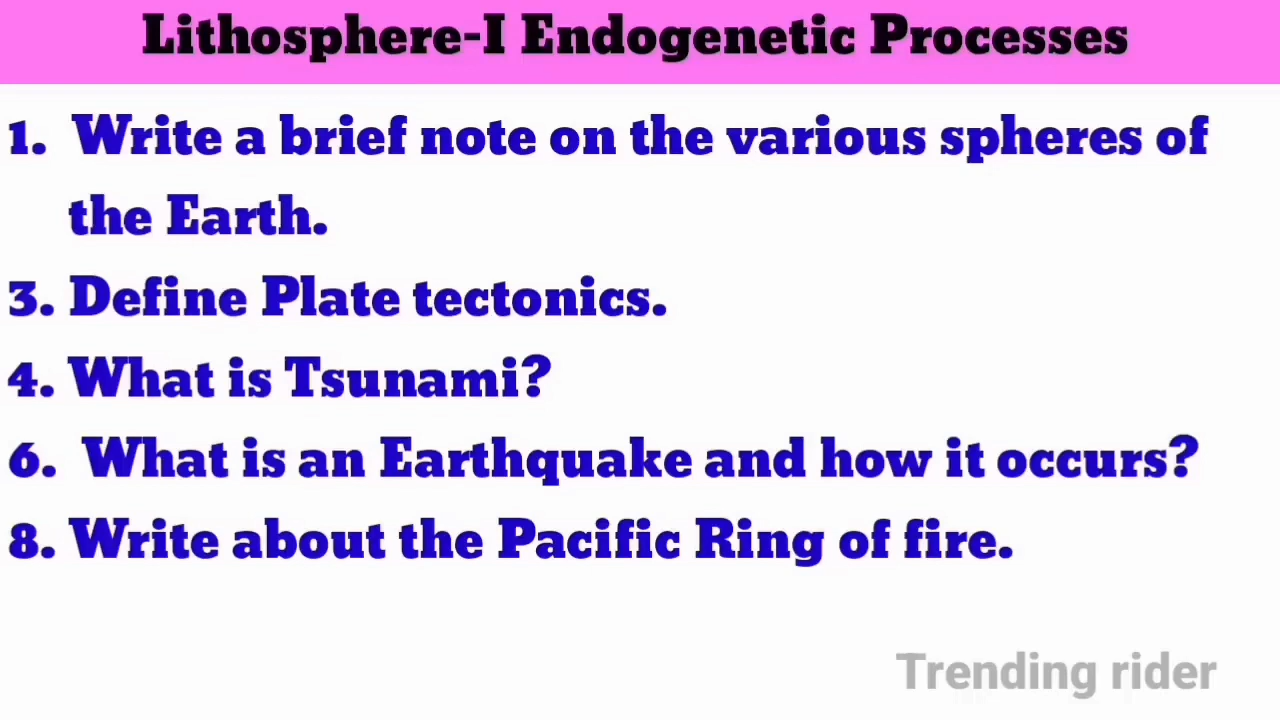 Lithosphere-I Endogenetic Processes
1. Write a brief note on the various spheres of
the Earth.
3. Define Plate tectonics.
4. What is Tsunami?
6. What is an Earthquake and how it occurs?
8. Write about the Pacific Ring of fire.
Trending rider